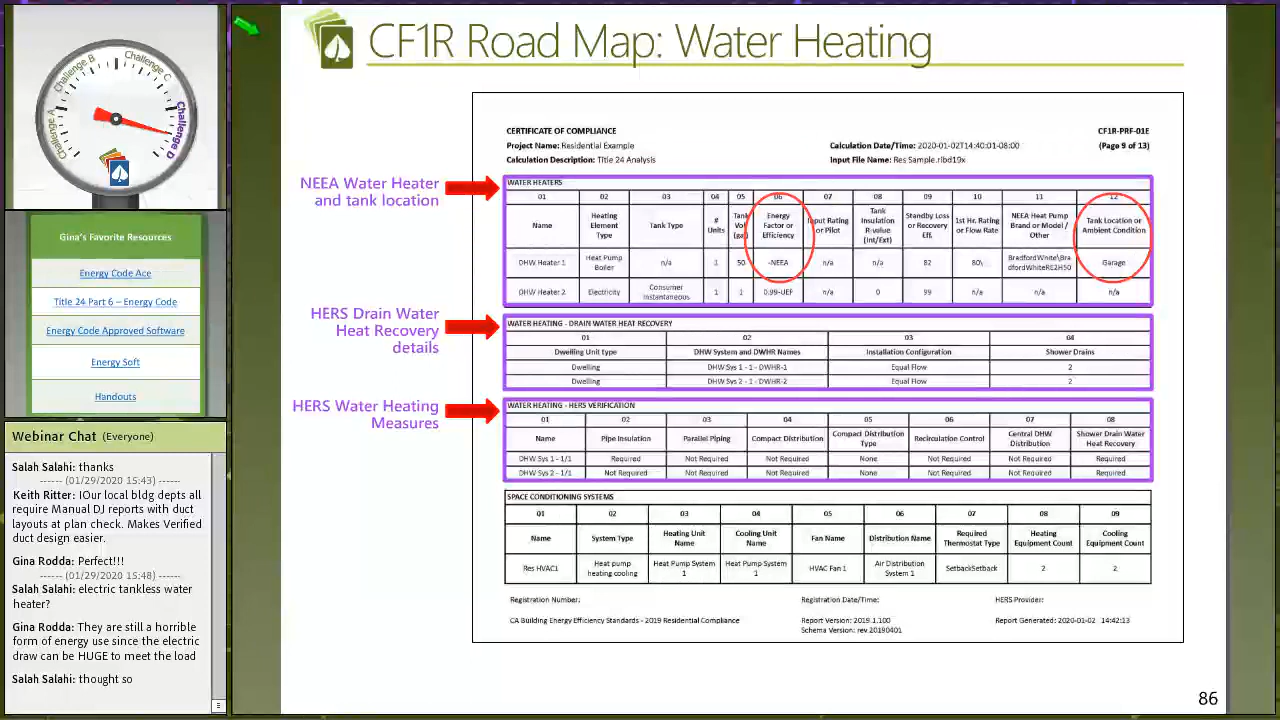 CF1R Road Map: Water Heating
Challenge A
Challenge B
Challenge C
Challenge D
Gina's Favorite Resources
Energy Code Ace
Title 24 Part 6 – Energy Code
Energy Code Approved Software
Energy Soft
Handouts
Webinar Chat (Everyone)
Salah Salahi: thanks
------ (01/29/2020 15:43) ------
Keith Ritter: IOur local bldg depts all
require Manual DJ reports with duct
layouts at plan check. Makes Verified
duct design easier.
Gina Rodda: Perfect!!!
------ (01/29/2020 15:48) ------
Salah Salahi: electric tankless water
heater?
Gina Rodda: They are still a horrible
form of energy use since the electric
draw can be HUGE to meet the load
Salah Salahi: thought so
NEEA Water Heater
and tank location
HERS Drain Water
Heat Recovery
details
HERS Water Heating
Measures
CERTIFICATE OF COMPLIANCE CF1R-PRF-01E
Project Name: Residential Example Calculation Date/Time: 2020-01-02T14:40:01-08:00 (Page 9 of 13)
Calculation Description: Title 24 Analysis Input File Name: Res Sample.ribd19x
WATER HEATERS
01 02 03 04 05 06 07 08 09 10 11 12
Name Heating Element Type Tank Type # Units Tank Vol (gal) Energy Factor or Efficiency Input Rating or Pilot Tank Insulation R-value (Int/Ext) Standby Loss or Recovery Eff. 1st Hr. Rating or Flow Rate NEEA Heat Pump Brand or Model / Other Tank Location or Ambient Condition
DHW Heater 1 Heat Pump Boiler n/a 1 50 -NEEA n/a n/a 82 80\ BradfordWhite\BradfordWhiteRE2H50 Garage
DHW Heater 2 Electricity Consumer Instantaneous 1 1 0.99-UEF n/a 0 99 n/a n/a n/a
WATER HEATING - DRAIN WATER HEAT RECOVERY
01 02 03 04
Dwelling Unit type DHW System and DWHR Names Installation Configuration Shower Drains
Dwelling DHW Sys 1 - 1 - DWHR-1 Equal Flow 2
Dwelling DHW Sys 2 - 1 - DWHR-2 Equal Flow 2
WATER HEATING - HERS VERIFICATION
01 02 03 04 05 06 07 08
Name Pipe Insulation Parallel Piping Compact Distribution Compact Distribution Type Recirculation Control Central DHW Distribution Shower Drain Water Heat Recovery
DHW Sys 1 - 1/1 Required Not Required Not Required None Not Required Not Required Required
DHW Sys 2 - 1/1 Not Required Not Required Not Required None Not Required Not Required Required
SPACE CONDITIONING SYSTEMS
01 02 03 04 05 06 07 08 09
Name System Type Heating Unit Name Cooling Unit Name Fan Name Distribution Name Required Thermostat Type Heating Equipment Count Cooling Equipment Count
Res HVAC1 Heat pump heating cooling Heat Pump System 1 Heat Pump System 1 HVAC Fan 1 Air Distribution System 1 SetbackSetback 2 2
Registration Number: Registration Date/Time: HERS Provider:
CA Building Energy Efficiency Standards - 2019 Residential Compliance Report Version: 2019.1.100 Report Generated: 2020-01-02 14:42:13
Schema Version: rev 20190401
86